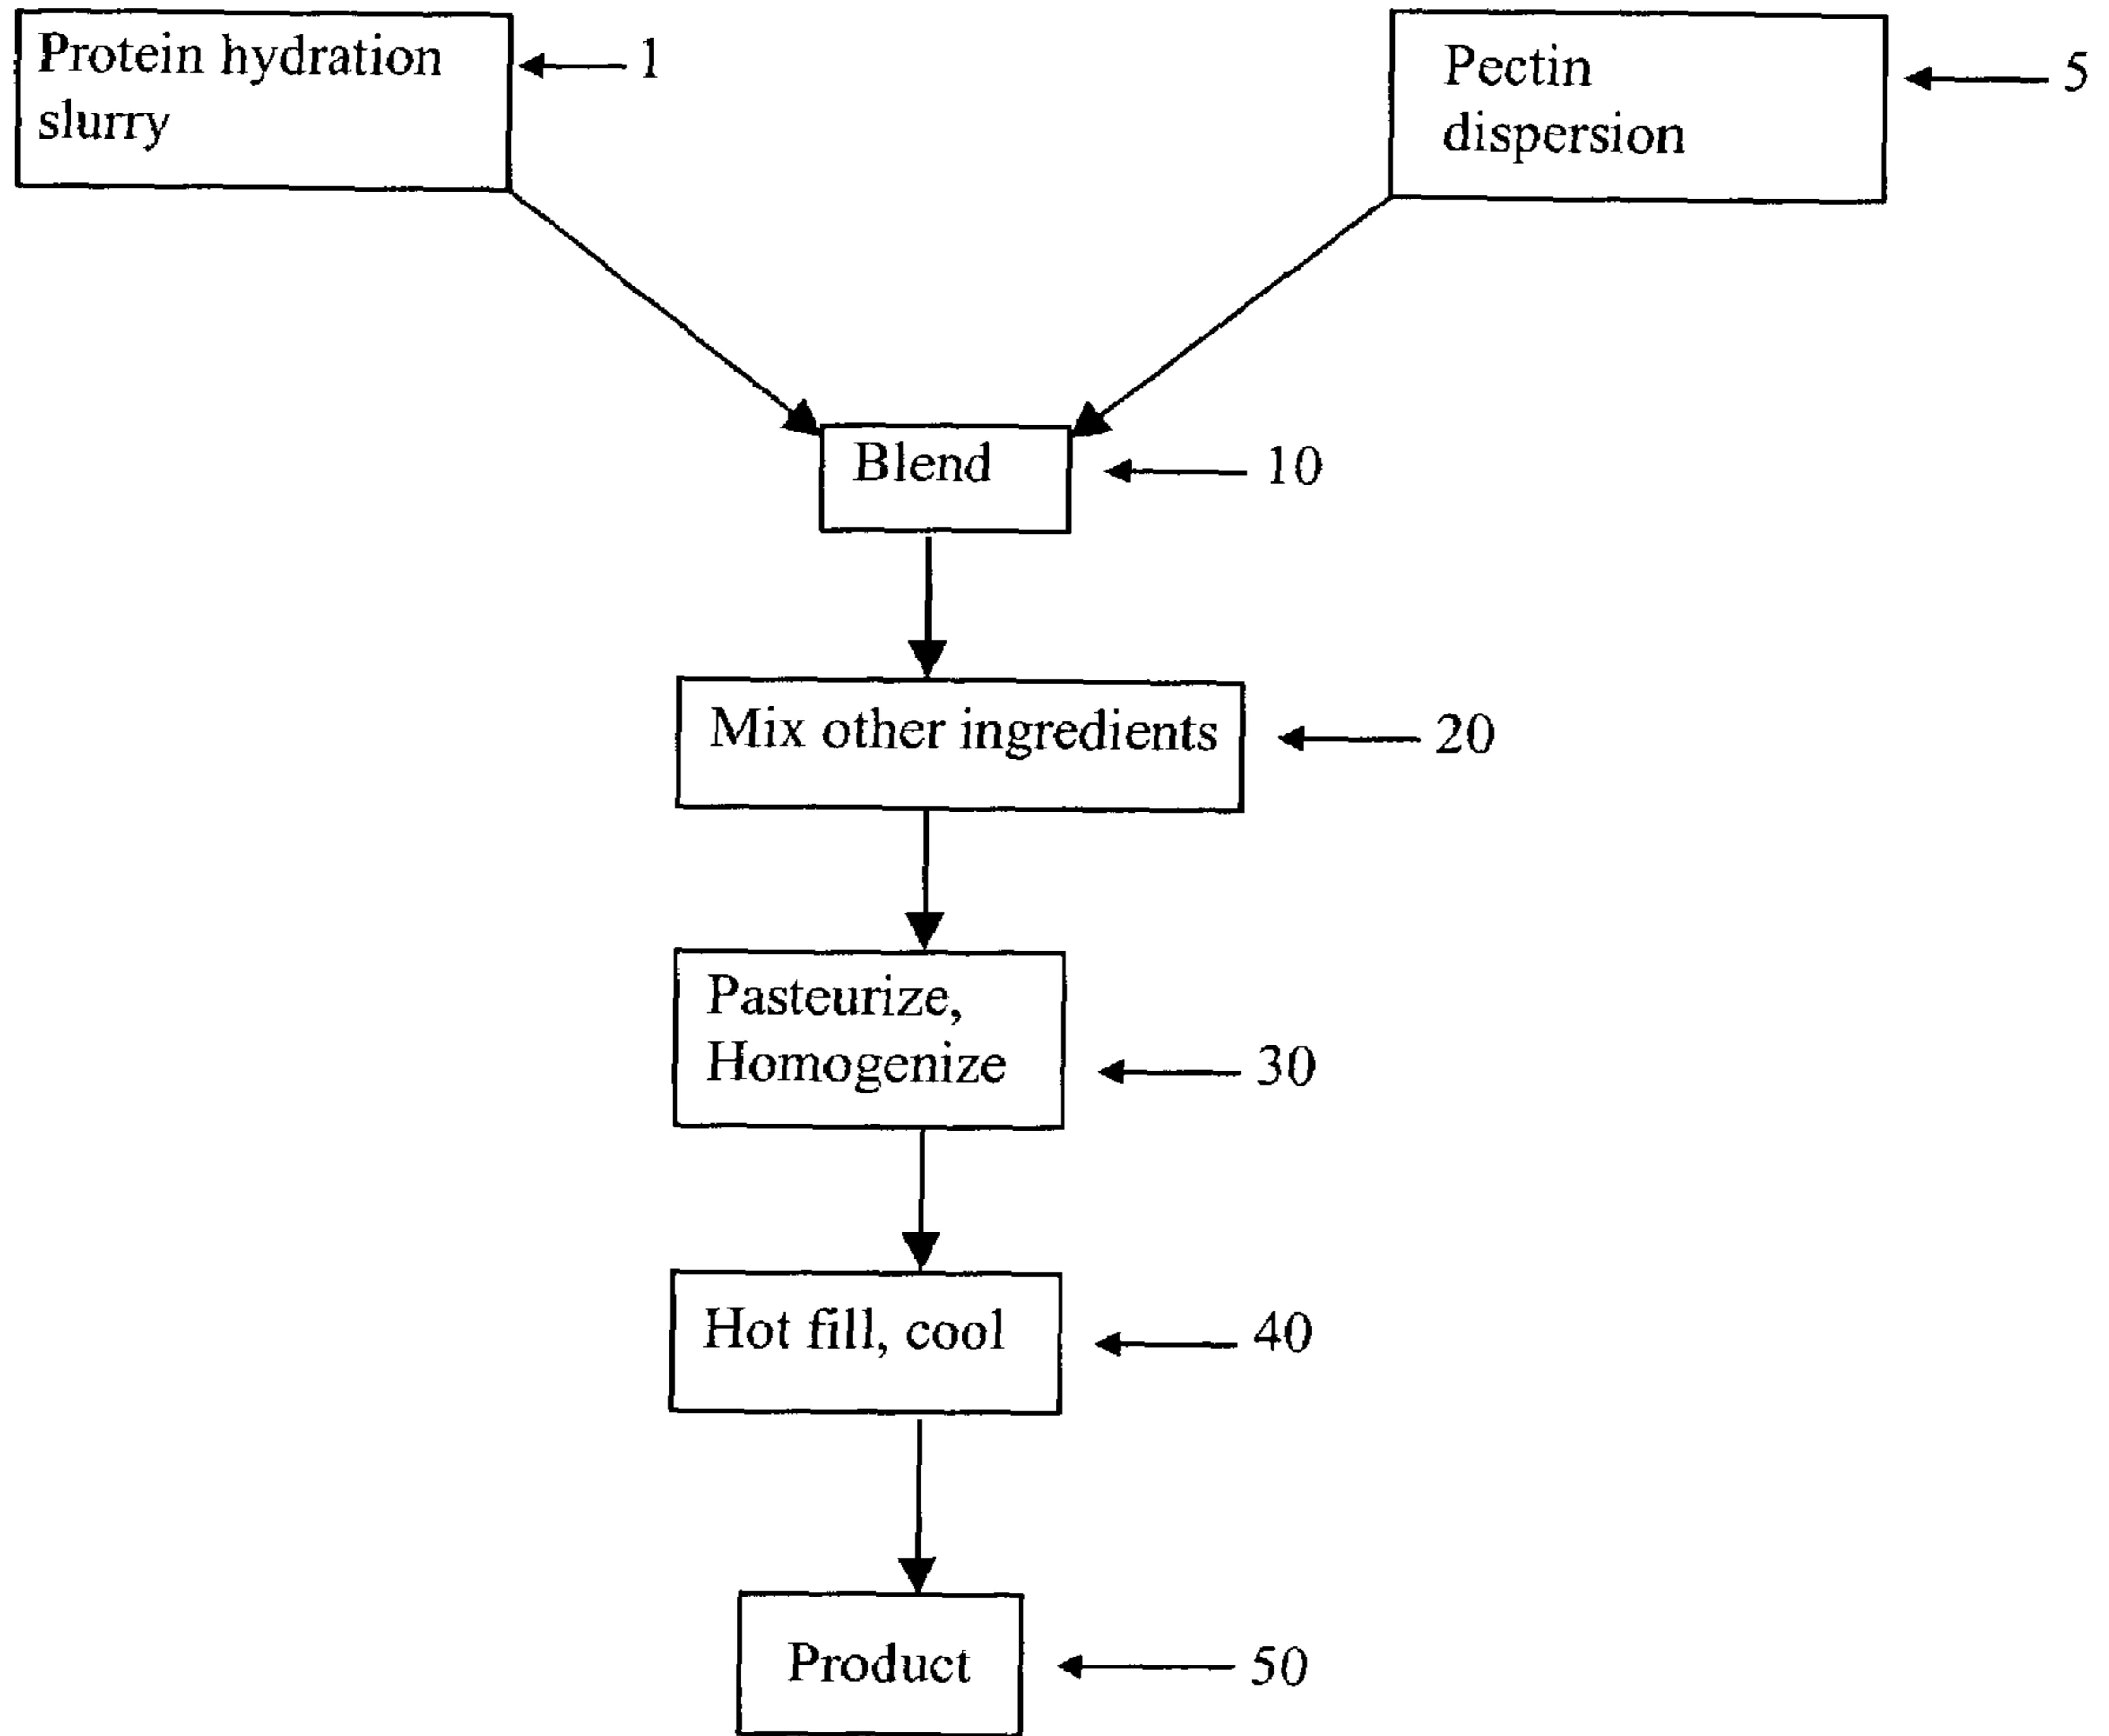 Protein hydration
slurry
1
Pectin
dispersion
5
Blend
10
Mix other ingredients
20
Pasteurize,
Homogenize
30
Hot fill, cool
40
Product
50